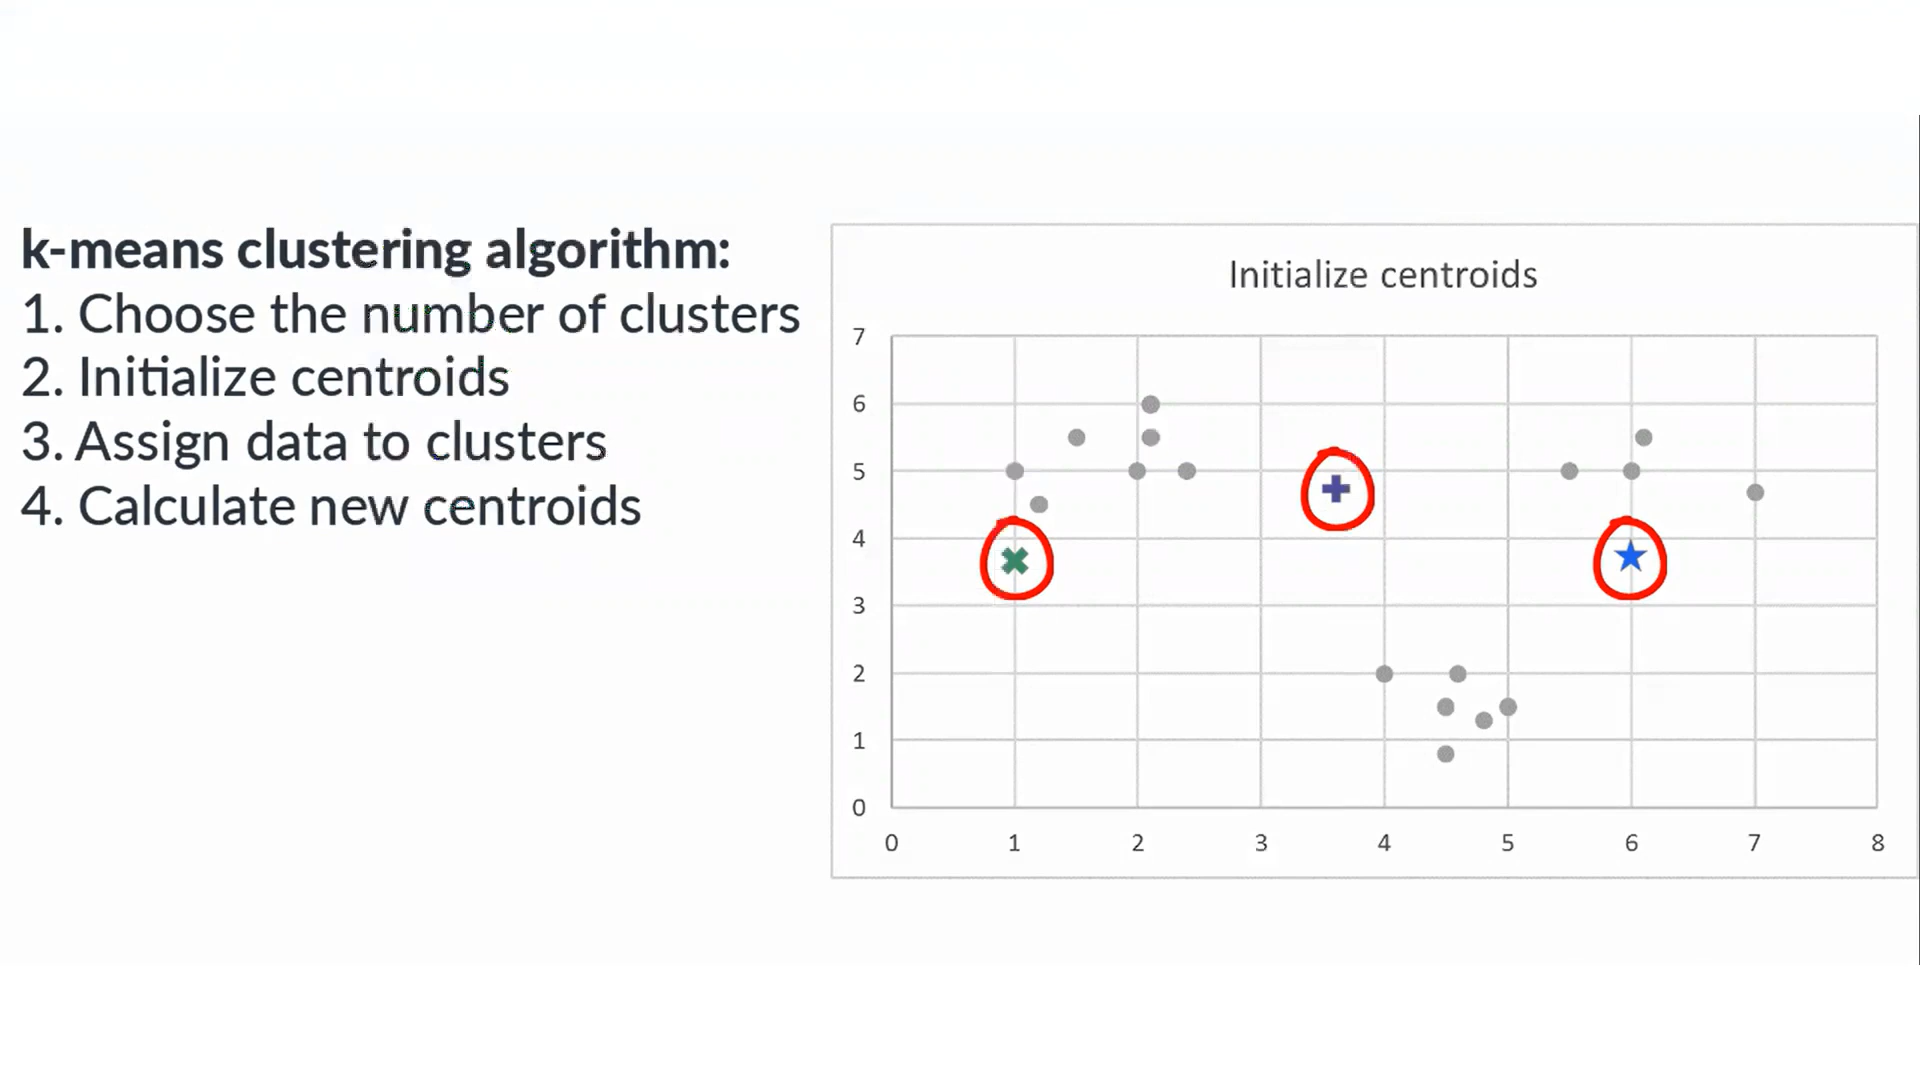 k-means clustering algorithm:
1. Choose the number of clusters
2. Initialize centroids
3. Assign data to clusters
4. Calculate new centroids
Initialize centroids
7
6
5
4
3
2
1
0
0 1 2 3 4 5 6 7 8